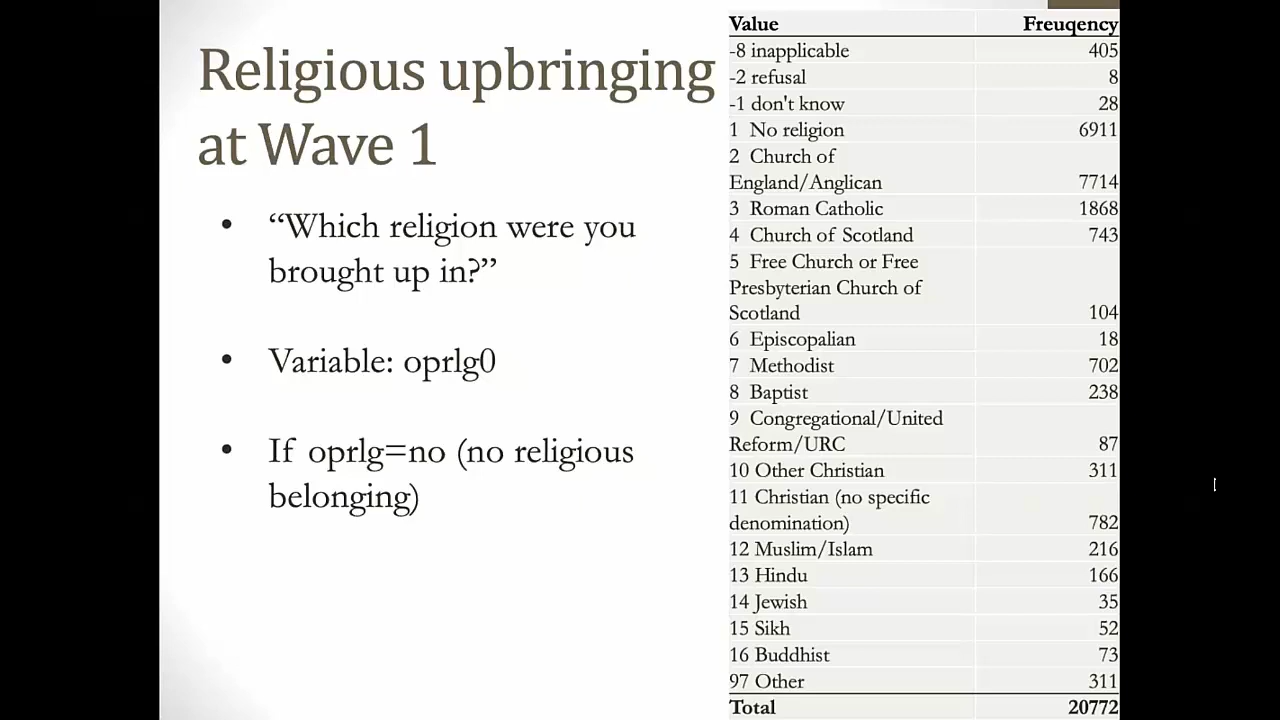 Religious upbringing
at Wave 1
• “Which religion were you
brought up in?”
• Variable: oprlg0
• If oprlg=no (no religious
belonging)
Value Freuqency
-8 inapplicable 405
-2 refusal 8
-1 don't know 28
1 No religion 6911
2 Church of
England/Anglican 7714
3 Roman Catholic 1868
4 Church of Scotland 743
5 Free Church or Free
Presbyterian Church of
Scotland 104
6 Episcopalian 18
7 Methodist 702
8 Baptist 238
9 Congregational/United
Reform/URC 87
10 Other Christian 311
11 Christian (no specific
denomination) 782
12 Muslim/Islam 216
13 Hindu 166
14 Jewish 35
15 Sikh 52
16 Buddhist 73
97 Other 311
Total 20772